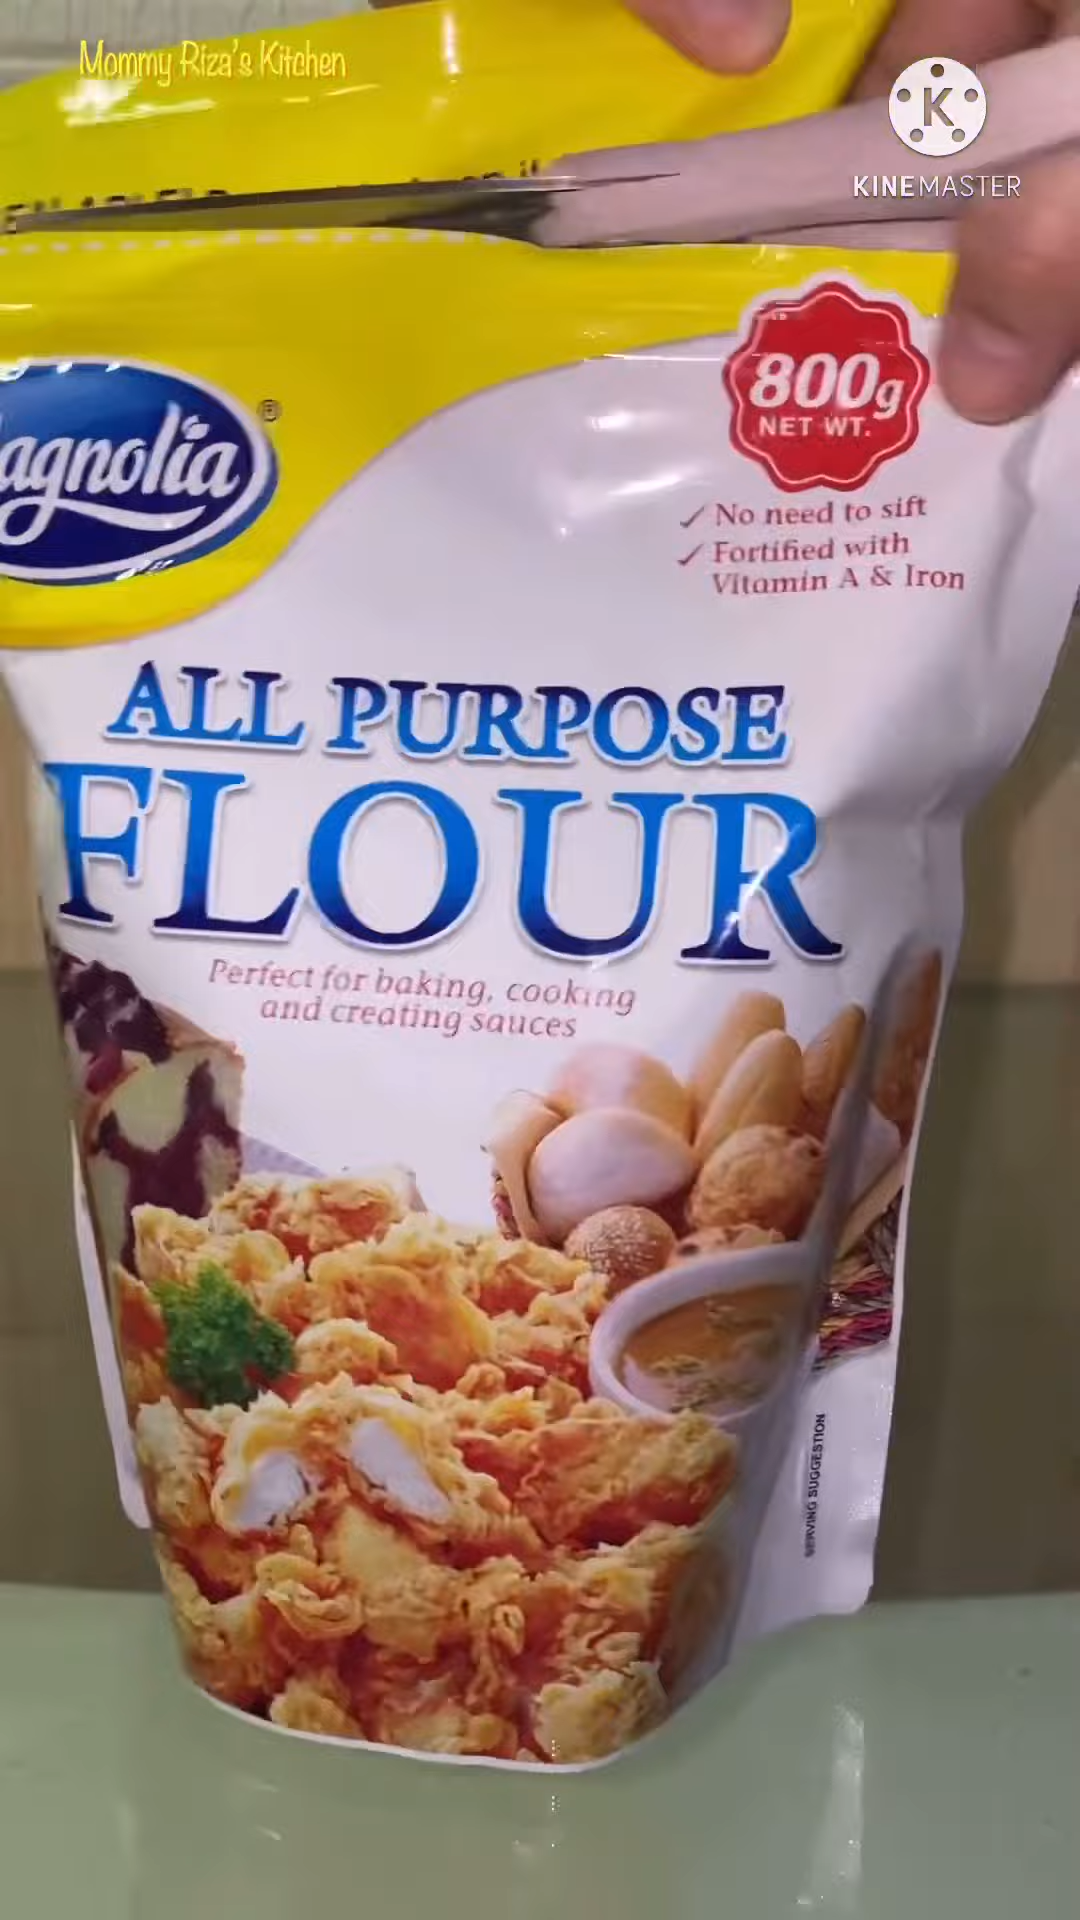 Mommy Riza's Kitchen
K
KINEMASTER
agnolia
®
800g
NET WT.
✓ No need to sift
✓ Fortified with
Vitamin A & Iron
ALL PURPOSE
FLOUR
Perfect for baking, cooking
and creating sauces
SERVING SUGGESTION